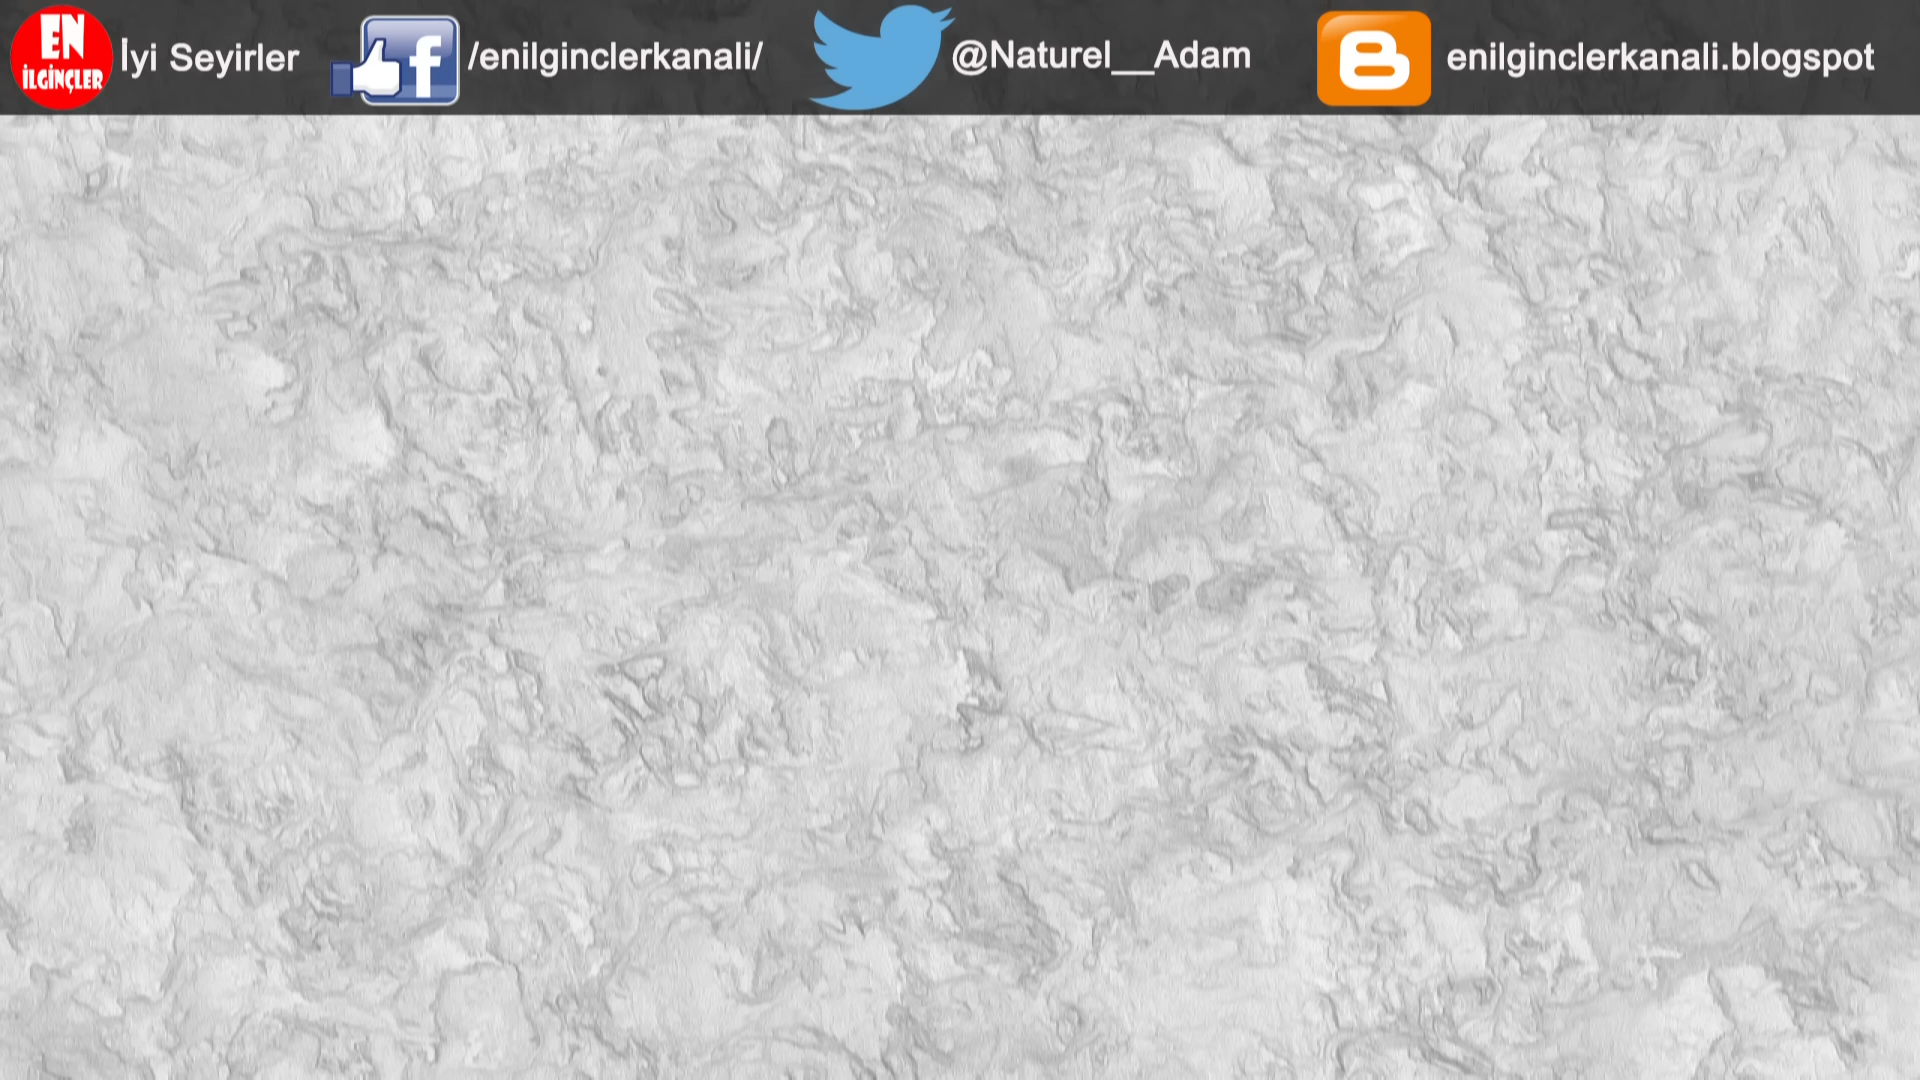 EN
İLGİNÇLER
İyi Seyirler
/enilginclerkanali/
@Naturel__Adam
enilginclerkanali.blogspot